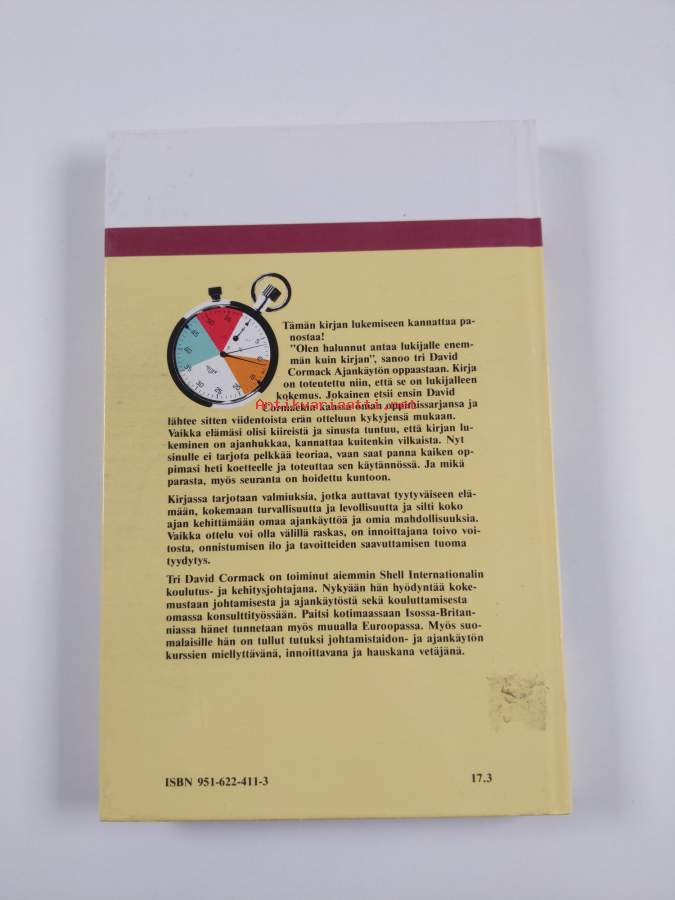 Tämän kirjan lukemiseen kannattaa pa-
nostaa!
"Olen halunnut antaa lukijalle enem-
män kuin kirjan", sanoo tri David
Cormack Ajankäytön oppaastaan. Kirja
on toteutettu niin, että se on lukijalleen
kokemus. Jokainen etsii ensin David
Antikvariaatti.net
Cormackin kanssa oman oppimissarjansa ja
lähtee sitten viidentoista erän otteluun kykyjensä mukaan.
Vaikka elämäsi olisi kiireistä ja sinusta tuntuu, että kirjan lu-
keminen on ajanhukkaa, kannattaa kuitenkin vilkaista. Nyt
sinulle ei tarjota pelkkää teoriaa, vaan saat panna kaiken op-
pimasi heti koetteelle ja toteuttaa sen käytännössä. Ja mikä
parasta, myös seuranta on hoidettu kuntoon.
Kirjassa tarjotaan valmiuksia, jotka auttavat tyytyväiseen elä-
mään, kokemaan turvallisuutta ja levollisuutta ja silti koko
ajan kehittämään omaa ajankäyttöä ja omia mahdollisuuksia.
Vaikka ottelu voi olla välillä raskas, on innoittajana toivo voi-
tosta, onnistumisen ilo ja tavoitteiden saavuttamisen tuoma
tyydytys.
Tri David Cormack on toiminut aiemmin Shell Internationalin
koulutus- ja kehitysjohtajana. Nykyään hän hyödyntää koke-
mustaan johtamisesta ja ajankäytöstä sekä kouluttamisesta
omassa konsulttityössään. Paitsi kotimaassaan Isossa-Britan-
niassa hänet tunnetaan myös muualla Euroopassa. Myös suo-
malaisille hän on tullut tutuksi johtamistaidon- ja ajankäytön
kurssien miellyttävänä, innoittavana ja hauskana vetäjänä.
ISBN 951-622-411-3
17.3